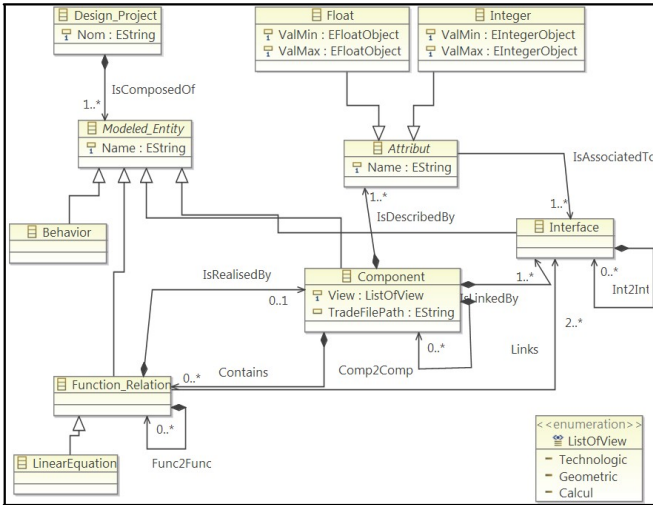 Design_Project
Nom : EString
Float
ValMin : EFloatObject
ValMax : EFloatObject
Integer
ValMin : EIntegerObject
ValMax : EIntegerObject
IsComposedOf
1..*
Modeled_Entity
Name : EString
Attribut
Name : EString
IsAssociatedTo
1..*
Behavior
1..*
IsDescribedBy
Interface
0..*
Int2Int
IsRealisedBy
0..1
Component
View : ListOfView
TradeFilePath : EString
1..*
IsLinkedBy
2..*
Links
0..*
Comp2Comp
Contains
0..*
Function_Relation
0..*
Func2Func
LinearEquation
<<enumeration>>
ListOfView
Technologic
Geometric
Calcul